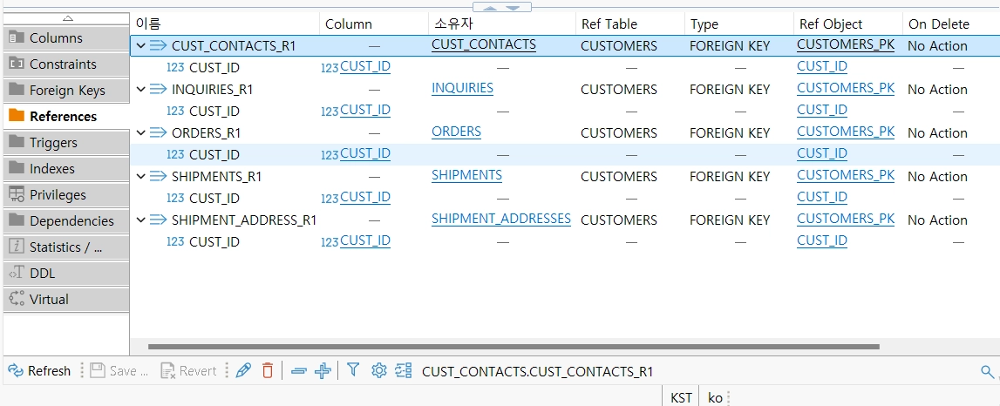 이름 Column 소유자 Ref Table Type Ref Object On Delete
Columns
Constraints
Foreign Keys
References
Triggers
Indexes
Privileges
Dependencies
Statistics / ...
DDL
Virtual
CUST_CONTACTS_R1 — CUST_CONTACTS CUSTOMERS FOREIGN KEY CUSTOMERS_PK No Action
123 CUST_ID 123 CUST_ID — — — CUST_ID —
INQUIRIES_R1 — INQUIRIES CUSTOMERS FOREIGN KEY CUSTOMERS_PK No Action
123 CUST_ID 123 CUST_ID — — — CUST_ID —
ORDERS_R1 — ORDERS CUSTOMERS FOREIGN KEY CUSTOMERS_PK No Action
123 CUST_ID 123 CUST_ID — — — CUST_ID —
SHIPMENTS_R1 — SHIPMENTS CUSTOMERS FOREIGN KEY CUSTOMERS_PK No Action
123 CUST_ID 123 CUST_ID — — — CUST_ID —
SHIPMENT_ADDRESS_R1 — SHIPMENT_ADDRESSES CUSTOMERS FOREIGN KEY CUSTOMERS_PK No Action
123 CUST_ID 123 CUST_ID — — — CUST_ID —
Refresh Save ... Revert CUST_CONTACTS.CUST_CONTACTS_R1
KST ko